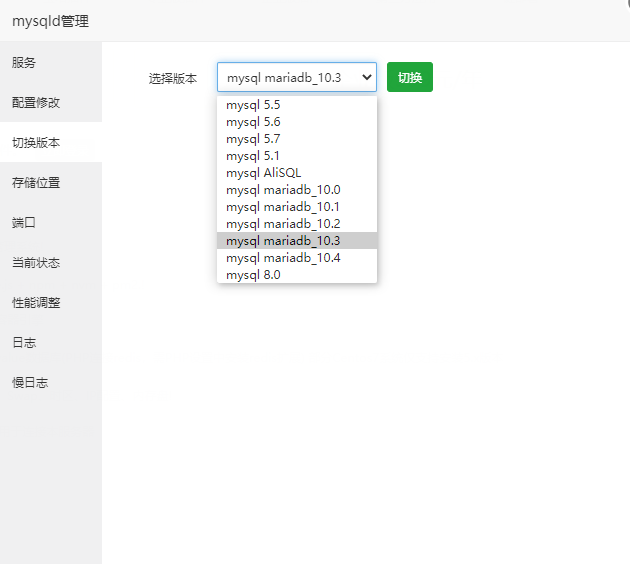 mysqld管理
服务
配置修改
切换版本
存储位置
端口
当前状态
性能调整
日志
慢日志
选择版本 mysql mariadb_10.3 切换
mysql 5.5
mysql 5.6
mysql 5.7
mysql 5.1
mysql AliSQL
mysql mariadb_10.0
mysql mariadb_10.1
mysql mariadb_10.2
mysql mariadb_10.3
mysql mariadb_10.4
mysql 8.0